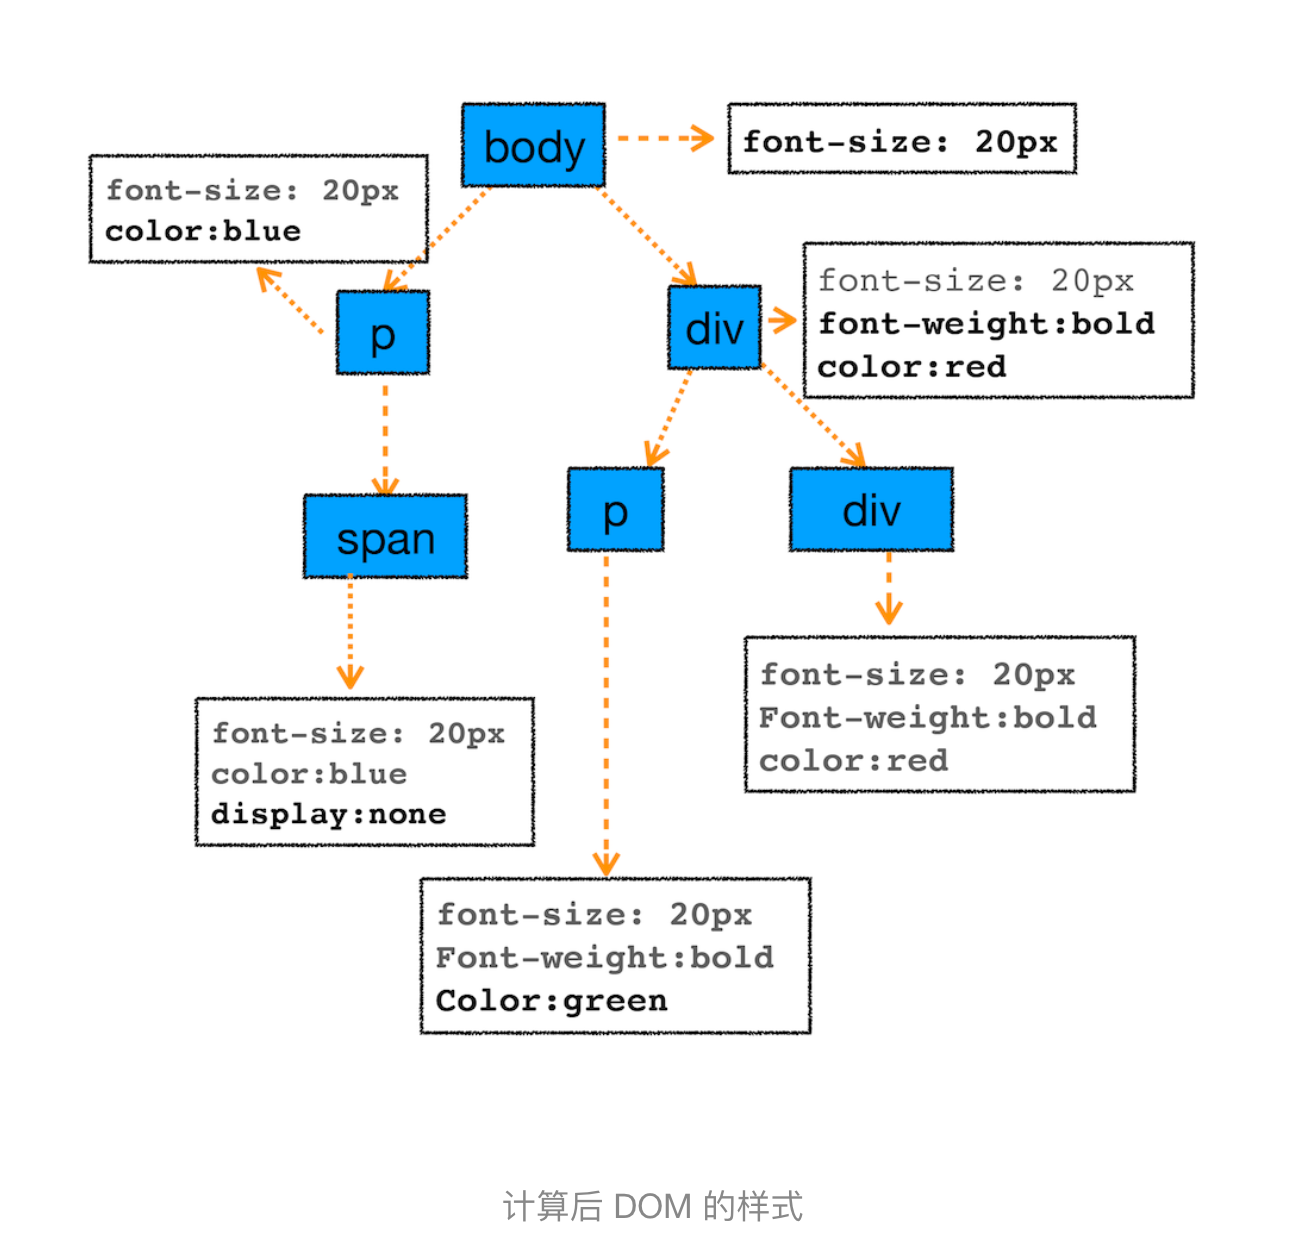 body
font-size: 20px
font-size: 20px
color:blue
p
div
font-size: 20px
font-weight:bold
color:red
span
p
div
font-size: 20px
color:blue
display:none
font-size: 20px
Font-weight:bold
color:red
font-size: 20px
Font-weight:bold
Color:green
计算后 DOM 的样式